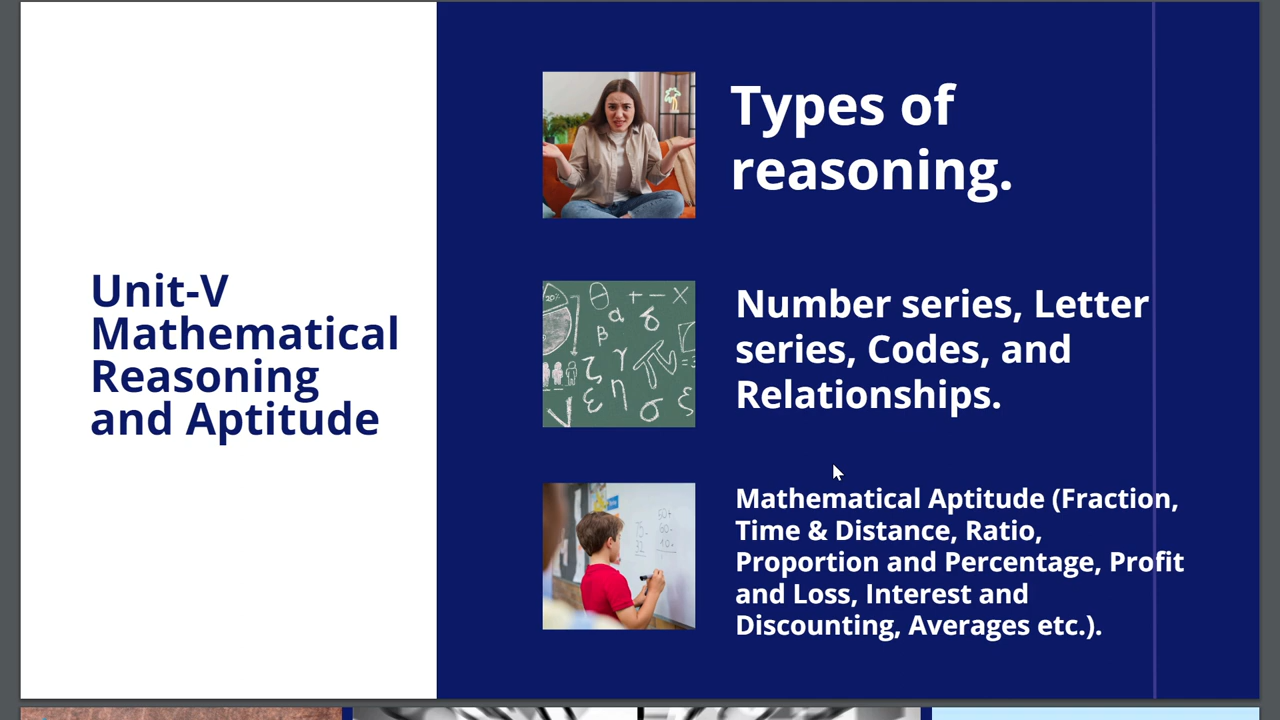 Unit-V
Mathematical
Reasoning
and Aptitude
Types of
reasoning.
Number series, Letter
series, Codes, and
Relationships.
Mathematical Aptitude (Fraction,
Time & Distance, Ratio,
Proportion and Percentage, Profit
and Loss, Interest and
Discounting, Averages etc.).